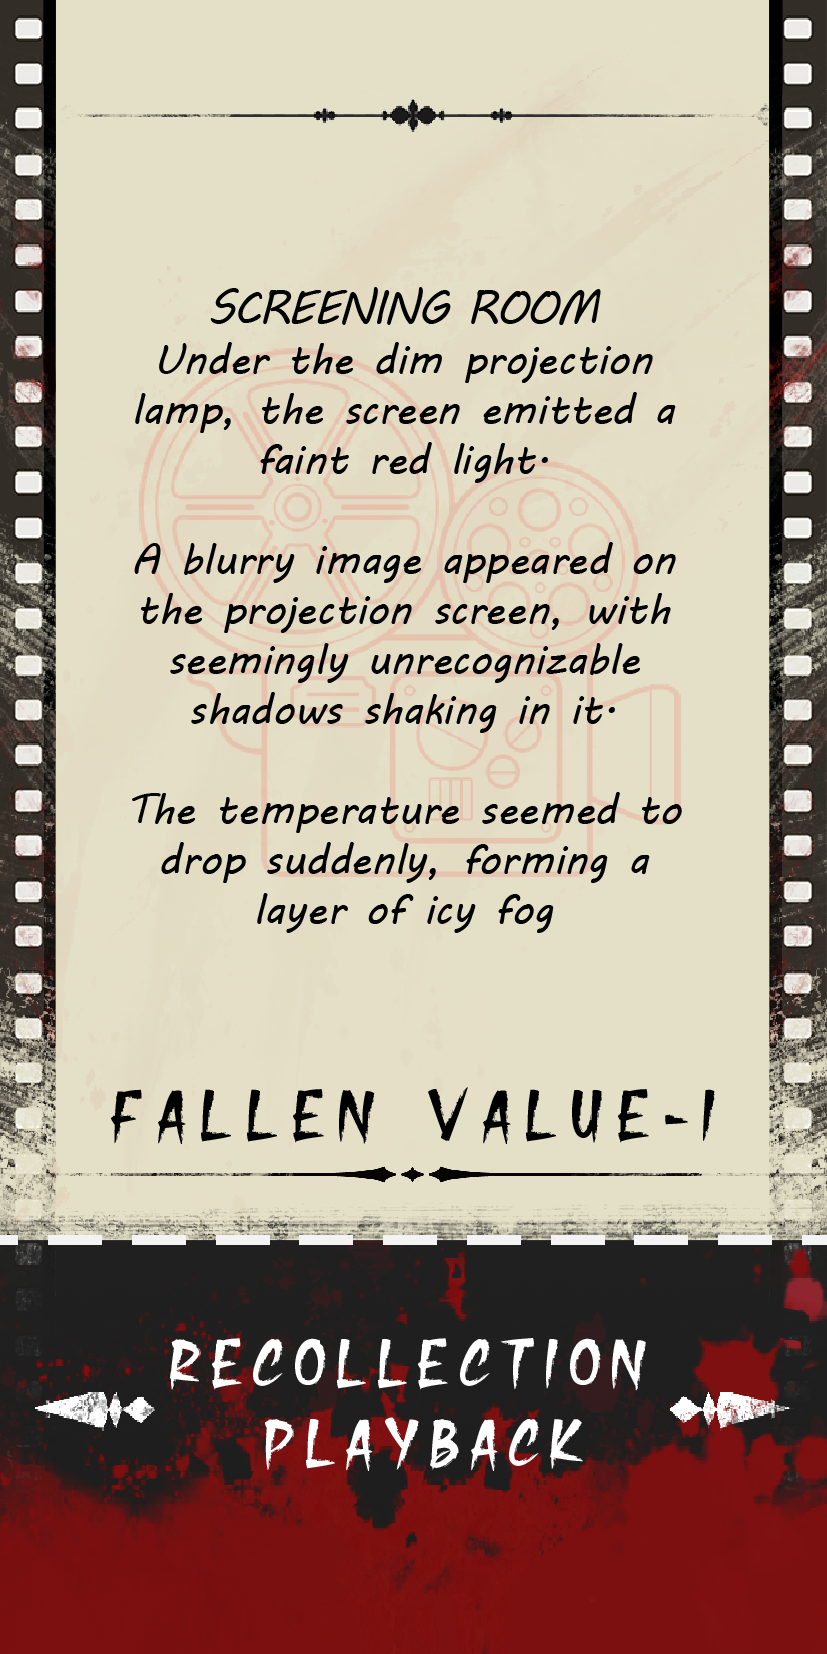 SCREENING ROOM
Under the dim projection
lamp, the screen emitted a
faint red light·
A blurry image appeared on
the projection screen, with
seemingly unrecognizable
shadows shaking in it·
The temperature seemed to
drop suddenly, forming a
layer of icy fog
FALLEN VALUE-1
RECOLLECTION
PLAYBACK